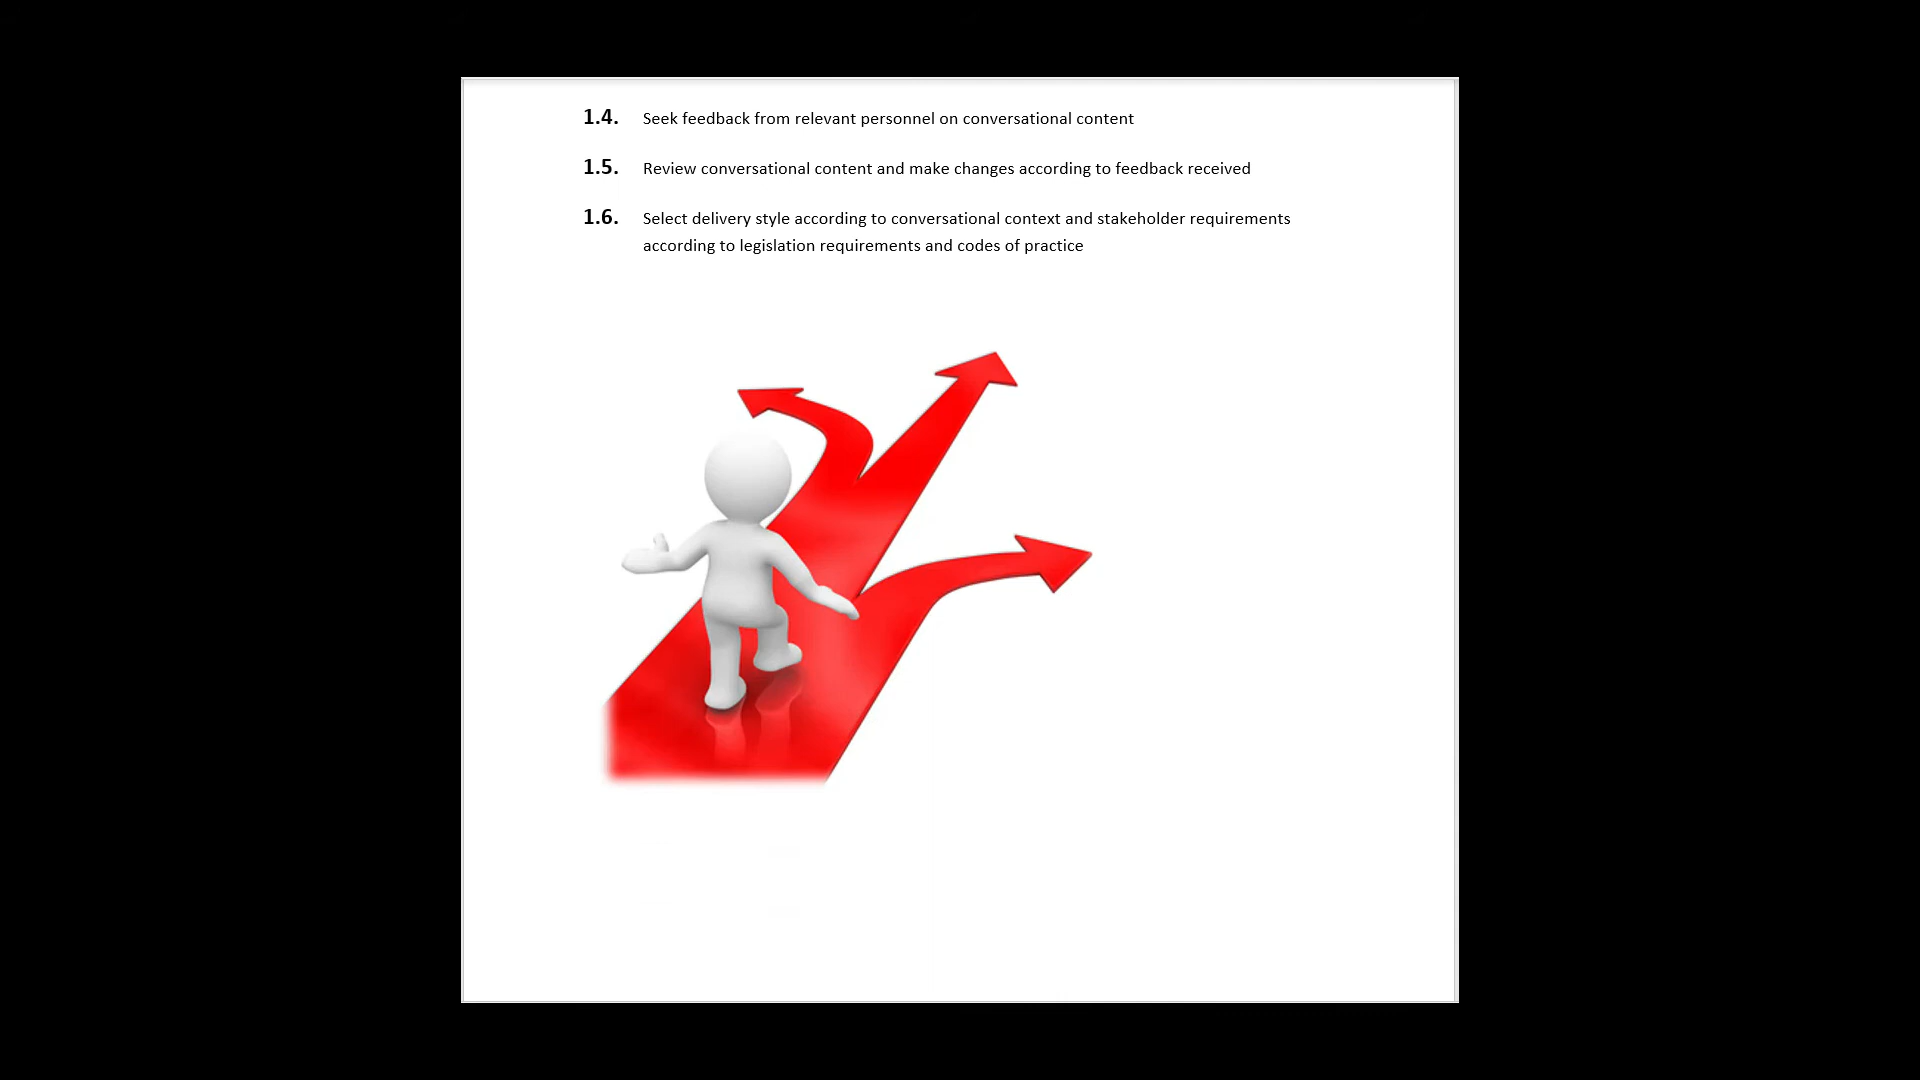 1.4. Seek feedback from relevant personnel on conversational content
1.5. Review conversational content and make changes according to feedback received
1.6. Select delivery style according to conversational context and stakeholder requirements
according to legislation requirements and codes of practice